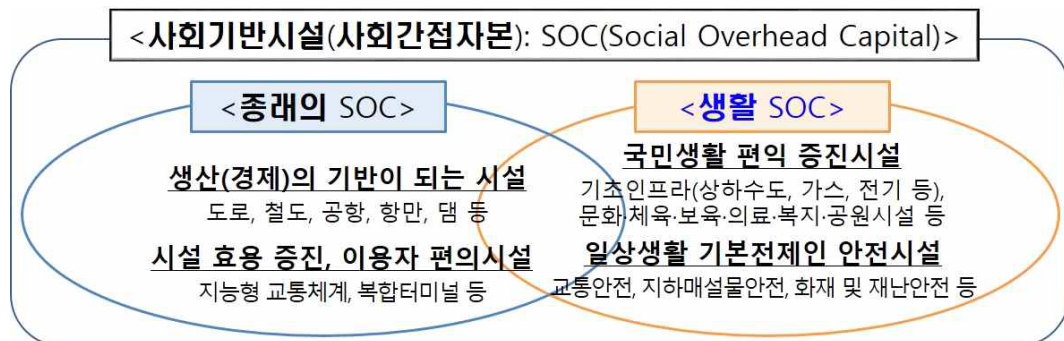 <사회기반시설(사회간접자본): SOC(Social Overhead Capital)>
<종래의 SOC>
생산(경제)의 기반이 되는 시설
도로, 철도, 공항, 항만, 댐 등
시설 효용 증진, 이용자 편의시설
지능형 교통체계, 복합터미널 등
<생활 SOC>
국민생활 편익 증진시설
기초인프라(상하수도, 가스, 전기 등),
문화·체육·보육·의료·복지·공원시설 등
일상생활 기본전제인 안전시설
교통안전, 지하매설물안전, 화재 및 재난안전 등